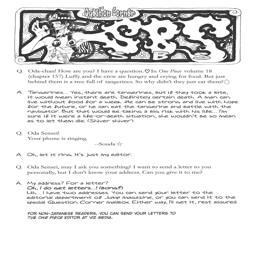 Question Corner
SBS
Q. Oda-chan! How are you? I have a question. In One Piece volume 18
(chapter 157) Luffy and the crew are hungry and crying for food. But just
behind them is a tree full of tangerines. So why didn't they just eat them?
A. Tangerines... Yes, there are tangerines, but if they took a bite,
it would mean instant death. Definitely certain death. A man can
live without food for a week. He can be strong and live with hope
for the future, or he can eat the tangerine and battle with the
navigator. But that would mean taking a big risk, with his life... I'm
sure if it were a life-or-death situation, she wouldn't be so mean
as to let them die. (Shiver shiver)
Q. Oda Sensei!
Your phone is ringing.
--Sonda
A. Oh, let it ring. It's just my editor.
Q. Oda Sensei, may I ask you something? I want to send a letter to you
personally, but I don't know your address. Can you give it to me?
A. My address? For a letter?
Oh, I do get letters...
Uh... I have two addresses. You can send your letter to the
editorial department of Jump magazine, or you can send it to the
special Question Corner mailbox. Either way, I'll get it, rest assured
FOR NON-JAPANESE READERS, YOU CAN SEND YOUR LETTERS TO
THE ONE PIECE EDITOR AT VIZ MEDIA.